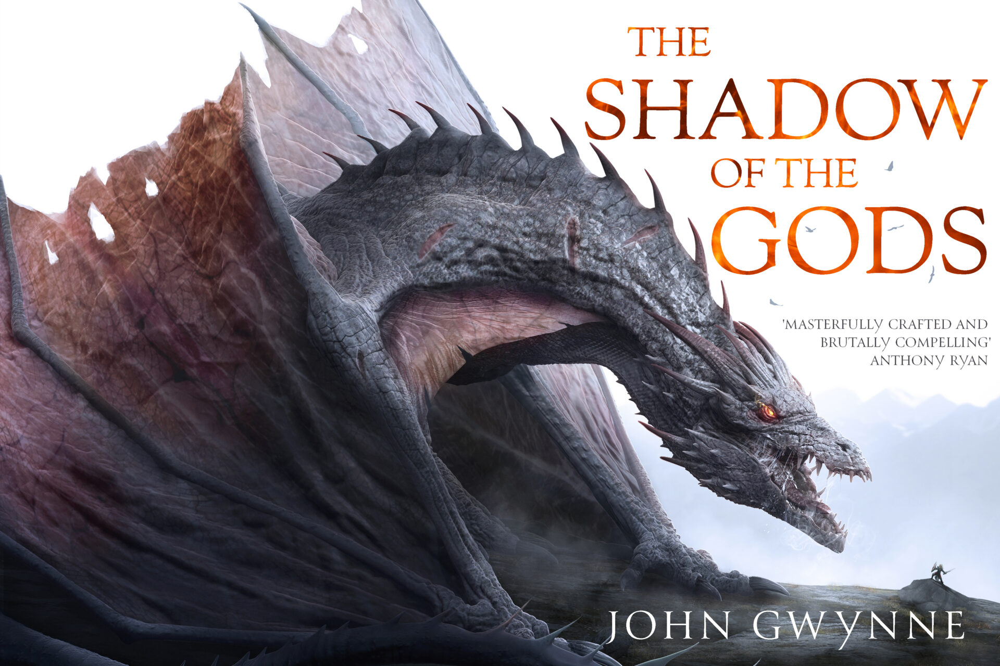 THE
SHADOW
OF THE
GODS
'MASTERFULLY CRAFTED AND
BRUTALLY COMPELLING'
ANTHONY RYAN
JOHN GWYNNE